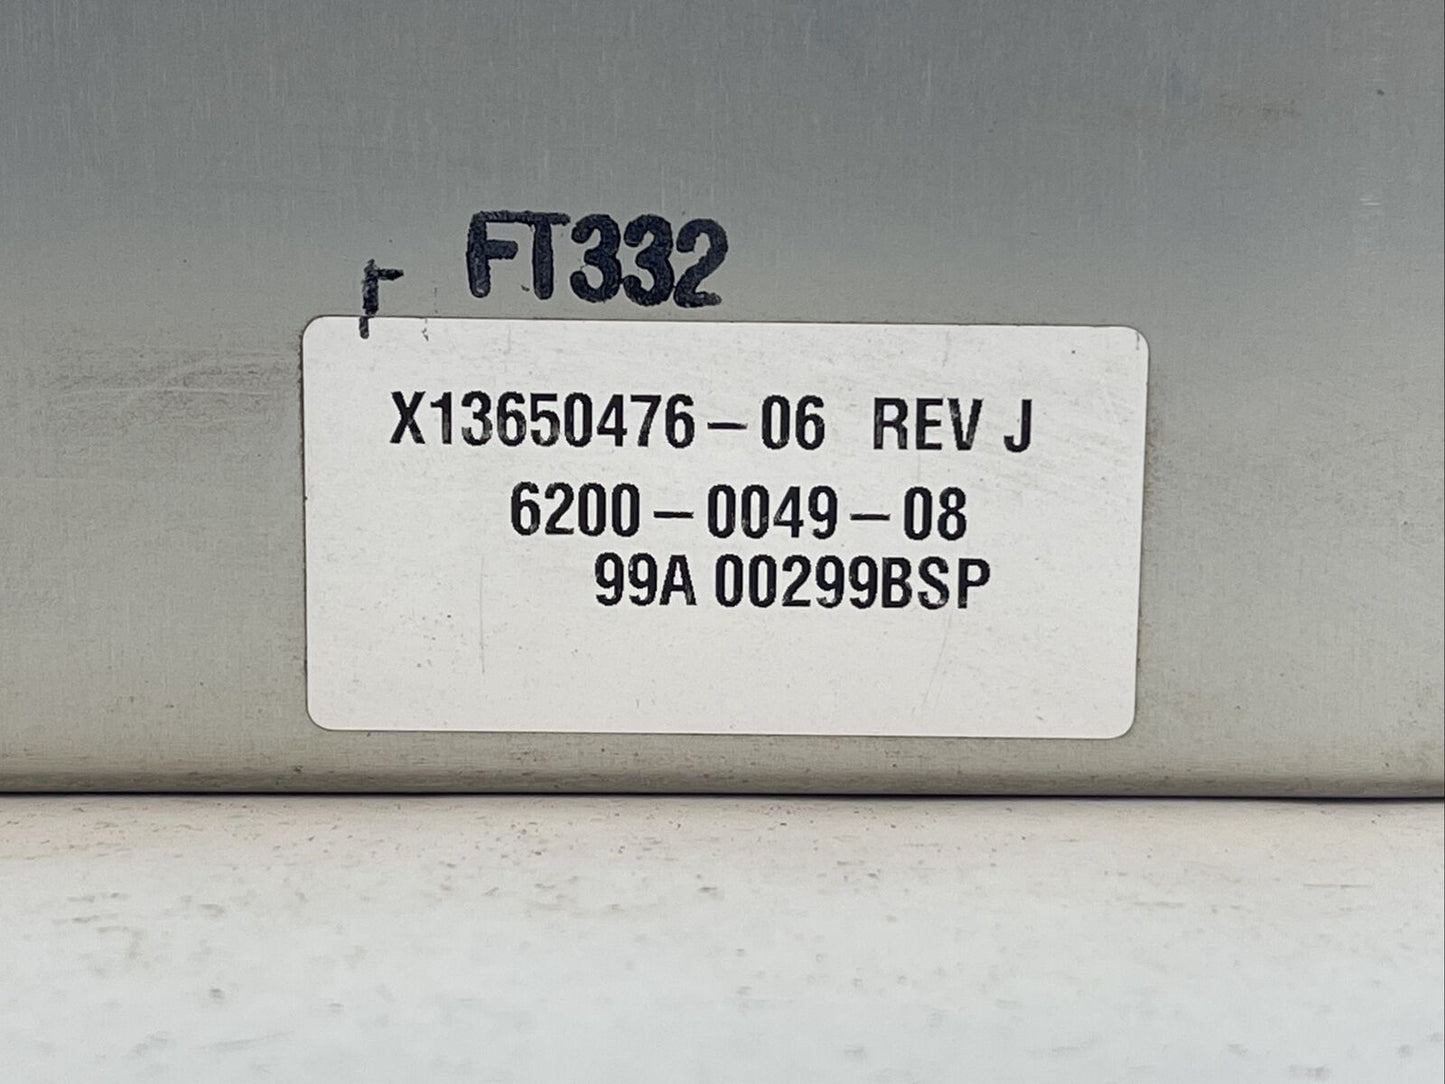 FT332
X13650476-06 REV J
6200-0049-08
99A 00299BSP